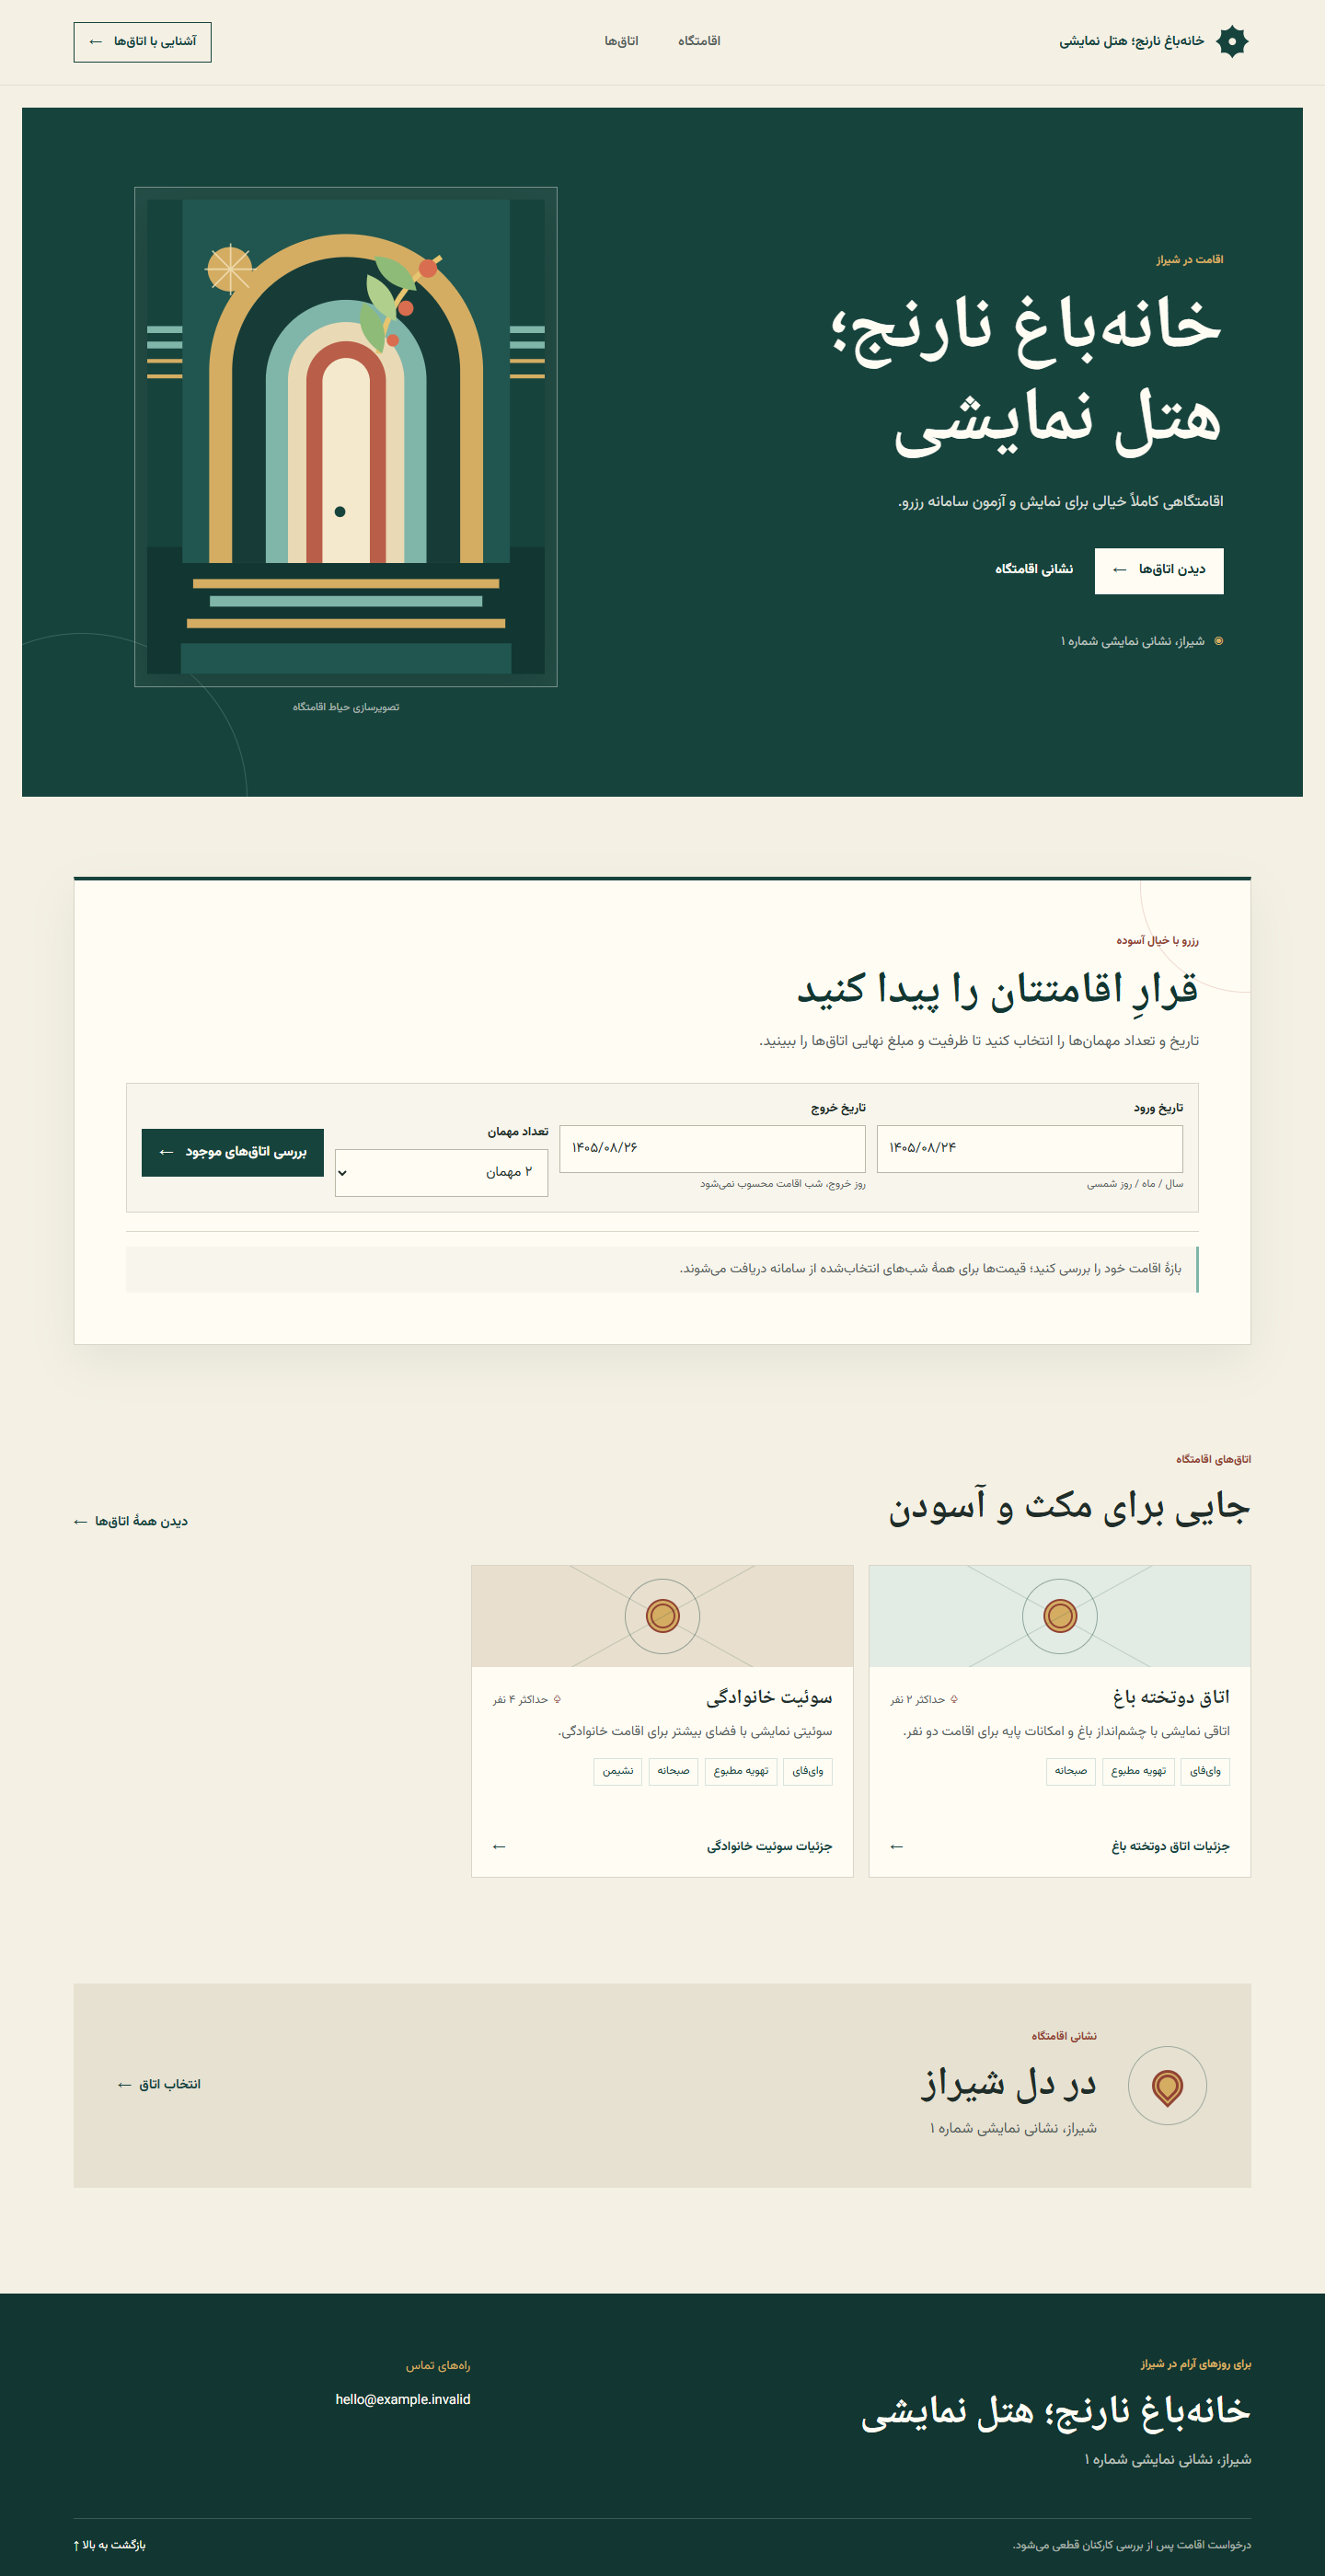 خانه‌باغ نارنج؛ هتل نمایشی
اقامتگاه
اتاق‌ها
آشنایی با اتاق‌ها ←
اقامت در شیراز
خانه‌باغ نارنج؛
هتل نمایشی
اقامتگاهی کاملاً خیالی برای نمایش و آزمون سامانه رزرو.
دیدن اتاق‌ها ←
نشانی اقامتگاه
شیراز، نشانی نمایشی شماره ۱
تصویرسازی حیاط اقامتگاه
رزرو با خیال آسوده
قرارِ اقامتتان را پیدا کنید
تاریخ و تعداد مهمان‌ها را انتخاب کنید تا ظرفیت و مبلغ نهایی اتاق‌ها را ببینید.
تاریخ ورود
۱۴۰۵/۰۸/۲۴
سال / ماه / روز شمسی
تاریخ خروج
۱۴۰۵/۰۸/۲۶
روز خروج، شب اقامت محسوب نمی‌شود
تعداد مهمان
۲ مهمان
بررسی اتاق‌های موجود ←
بازهٔ اقامت خود را بررسی کنید؛ قیمت‌ها برای همهٔ شب‌های انتخاب‌شده از سامانه دریافت می‌شوند.
اتاق‌های اقامتگاه
جایی برای مکث و آسودن
دیدن همهٔ اتاق‌ها ←
اتاق دوتخته باغ
حداکثر ۲ نفر
اتاقی نمایشی با چشم‌انداز باغ و امکانات پایه برای اقامت دو نفر.
وای‌فای
تهویه مطبوع
صبحانه
جزئیات اتاق دوتخته باغ ←
سوئیت خانوادگی
حداکثر ۴ نفر
سوئیتی نمایشی با فضای بیشتر برای اقامت خانوادگی.
وای‌فای
تهویه مطبوع
صبحانه
نشیمن
جزئیات سوئیت خانوادگی ←
نشانی اقامتگاه
در دل شیراز
شیراز، نشانی نمایشی شماره ۱
انتخاب اتاق ←
برای روزهای آرام در شیراز
خانه‌باغ نارنج؛ هتل نمایشی
شیراز، نشانی نمایشی شماره ۱
راه‌های تماس
hello@example.invalid
درخواست اقامت پس از بررسی کارکنان قطعی می‌شود.
بازگشت به بالا ↑